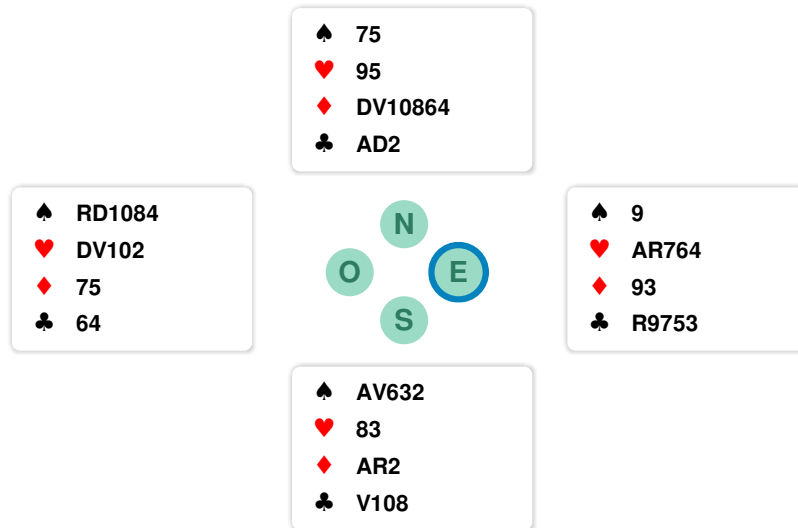 ♠ 75
♥ 95
♦ DV10864
♣ AD2
♠ RD1084
♥ DV102
♦ 75
♣ 64
N
O
E
S
♠ 9
♥ AR764
♦ 93
♣ R9753
♠ AV632
♥ 83
♦ AR2
♣ V108